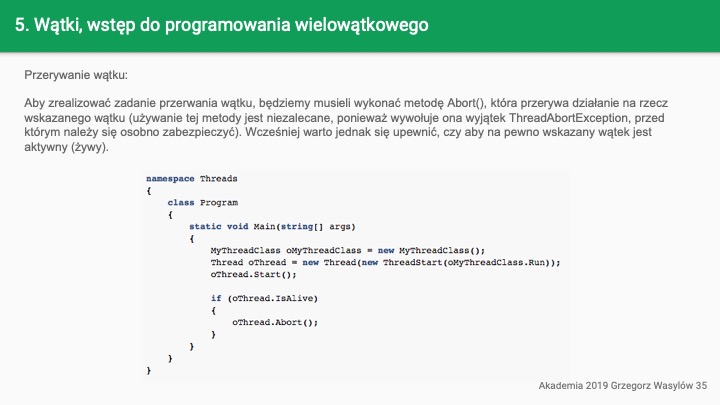 5. Wątki, wstęp do programowania wielowątkowego
Przerywanie wątku:
Aby zrealizować zadanie przerwania wątku, będziemy musieli wykonać metodę Abort(), która przerywa działanie na rzecz
wskazanego wątku (używanie tej metody jest niezalecane, ponieważ wywołuje ona wyjątek ThreadAbortException, przed
którym należy się osobno zabezpieczyć). Wcześniej warto jednak się upewnić, czy aby na pewno wskazany wątek jest
aktywny (żywy).
namespace Threads
{
    class Program
    {
        static void Main(string[] args)
        {
            MyThreadClass oMyThreadClass = new MyThreadClass();
            Thread oThread = new Thread(new ThreadStart(oMyThreadClass.Run));
            oThread.Start();
            if (oThread.IsAlive)
            {
                oThread.Abort();
            }
        }
    }
}
Akademia 2019 Grzegorz Wasylów 35